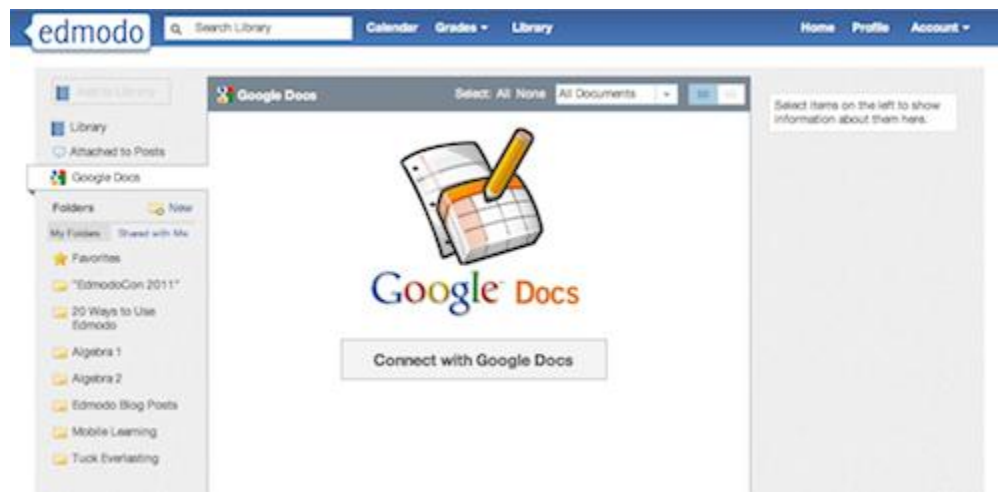 edmodo
Search Library
Calendar
Grades
Library
Home
Profile
Account
Add to Library
Library
Attached to Posts
Google Docs
Folders
New
My Folders
Shared with Me
Favorites
"EdmodoCon 2011"
20 Ways to Use
Edmodo
Algebra 1
Algebra 2
Edmodo Blog Posts
Mobile Learning
Tuck Everlasting
Google Docs
Select: All None
All Documents
Google Docs
Connect with Google Docs
Select items on the left to show
information about them here.